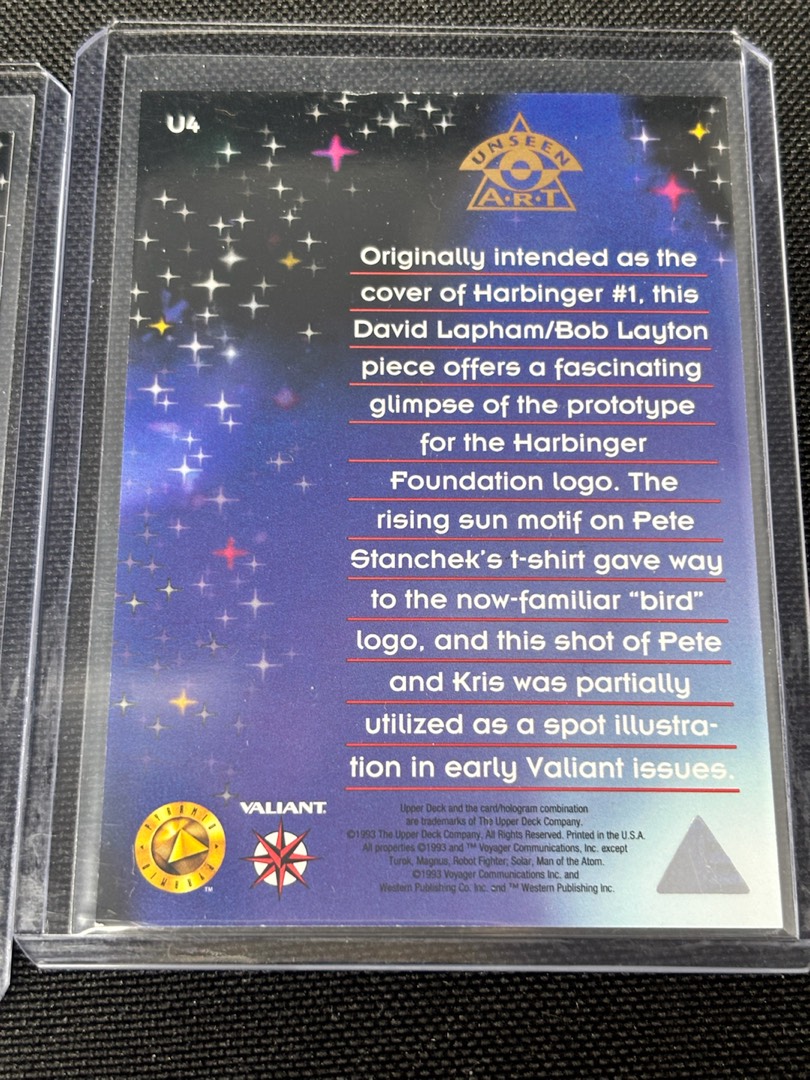 U4
UNSEEN
A·R·T
Originally intended as the
cover of Harbinger #1, this
David Lapham/Bob Layton
piece offers a fascinating
glimpse of the prototype
for the Harbinger
Foundation logo. The
rising sun motif on Pete
Stanchek's t-shirt gave way
to the now-familiar “bird”
logo, and this shot of Pete
and Kris was partially
utilized as a spot illustra-
tion in early Valiant issues.
PYRAMID
VALIANT™
Upper Deck and the card/hologram combination
are trademarks of The Upper Deck Company.
©1993 The Upper Deck Company. All Rights Reserved. Printed in the U.S.A.
All properties ©1993 and ™ Voyager Communications, Inc. except
Turok, Magnus, Robot Fighter; Solar, Man of the Atom.
©1993 Voyager Communications Inc. and
Western Publishing Co. Inc. and ™ Western Publishing Inc.
™